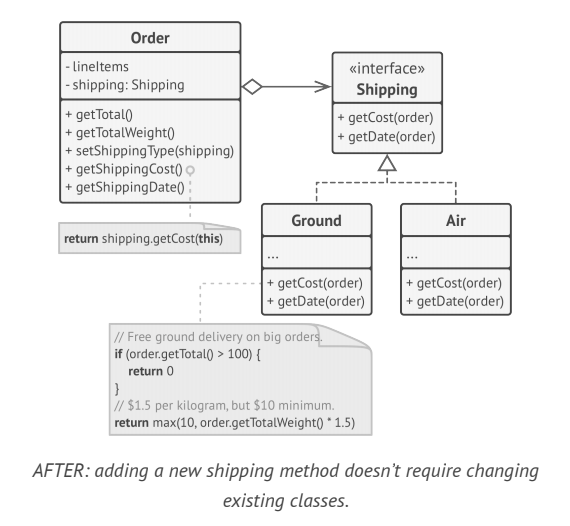 Order
- lineItems
- shipping: Shipping
+ getTotal()
+ getTotalWeight()
+ setShippingType(shipping)
+ getShippingCost()
+ getShippingDate()
return shipping.getCost(this)
«interface»
Shipping
+ getCost(order)
+ getDate(order)
Ground
...
+ getCost(order)
+ getDate(order)
Air
...
+ getCost(order)
+ getDate(order)
// Free ground delivery on big orders.
if (order.getTotal() > 100) {
return 0
}
// $1.5 per kilogram, but $10 minimum.
return max(10, order.getTotalWeight() * 1.5)
AFTER: adding a new shipping method doesn’t require changing
existing classes.